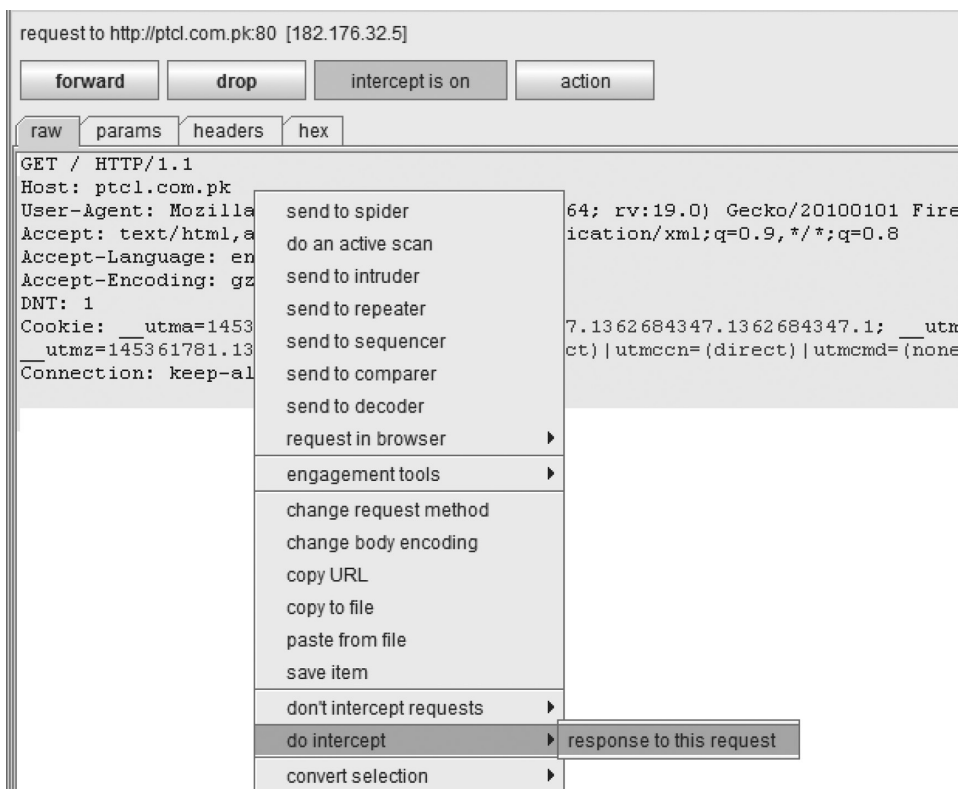 request to http://ptcl.com.pk:80 [182.176.32.5]
forward drop intercept is on action
raw params headers hex
GET / HTTP/1.1
Host: ptcl.com.pk
User-Agent: Mozilla 64; rv:19.0) Gecko/20100101 Fire
Accept: text/html,a ication/xml;q=0.9,*/*;q=0.8
Accept-Language: en
Accept-Encoding: gz
DNT: 1
Cookie: __utma=1453 7.1362684347.1362684347.1; __utm
__utmz=145361781.13 ct)|utmccn=(direct)|utmcmd=(none
Connection: keep-al
send to spider
do an active scan
send to intruder
send to repeater
send to sequencer
send to comparer
send to decoder
request in browser
engagement tools
change request method
change body encoding
copy URL
copy to file
paste from file
save item
don't intercept requests
do intercept response to this request
convert selection